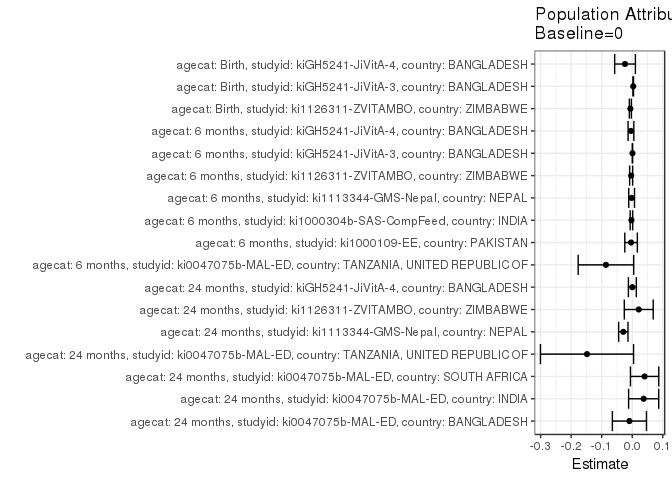 Population Attribu
Baseline=0
agecat: Birth, studyid: kiGH5241-JiVitA-4, country: BANGLADESH
agecat: Birth, studyid: kiGH5241-JiVitA-3, country: BANGLADESH
agecat: Birth, studyid: ki1126311-ZVITAMBO, country: ZIMBABWE
agecat: 6 months, studyid: kiGH5241-JiVitA-4, country: BANGLADESH
agecat: 6 months, studyid: kiGH5241-JiVitA-3, country: BANGLADESH
agecat: 6 months, studyid: ki1126311-ZVITAMBO, country: ZIMBABWE
agecat: 6 months, studyid: ki1113344-GMS-Nepal, country: NEPAL
agecat: 6 months, studyid: ki1000304b-SAS-CompFeed, country: INDIA
agecat: 6 months, studyid: ki1000109-EE, country: PAKISTAN
agecat: 6 months, studyid: ki0047075b-MAL-ED, country: TANZANIA, UNITED REPUBLIC OF
agecat: 24 months, studyid: kiGH5241-JiVitA-4, country: BANGLADESH
agecat: 24 months, studyid: ki1126311-ZVITAMBO, country: ZIMBABWE
agecat: 24 months, studyid: ki1113344-GMS-Nepal, country: NEPAL
agecat: 24 months, studyid: ki0047075b-MAL-ED, country: TANZANIA, UNITED REPUBLIC OF
agecat: 24 months, studyid: ki0047075b-MAL-ED, country: SOUTH AFRICA
agecat: 24 months, studyid: ki0047075b-MAL-ED, country: INDIA
agecat: 24 months, studyid: ki0047075b-MAL-ED, country: BANGLADESH
-0.3 -0.2 -0.1 0.0 0.1
Estimate